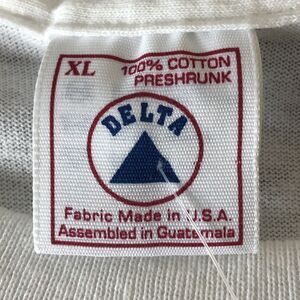 XL
100% COTTON
PRESHRUNK
DELTA
Fabric Made in U.S.A.
Assembled in Guatemala